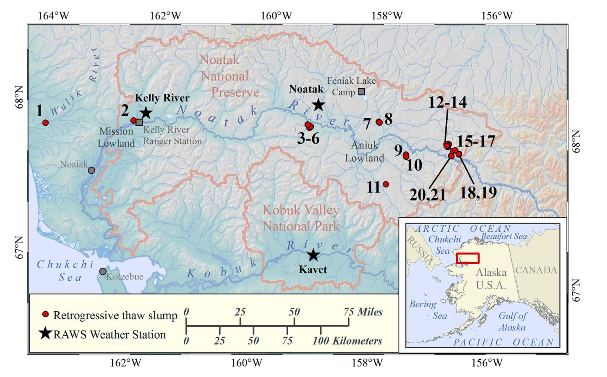 164°W
162°W
160°W
158°W
156°W
68°N
68°N
67°N
67°N
Noatak
National
Preserve
Wulik River
1
2
Kelly River
Noatak
Feniak Lake
Camp
Noatak River
Mission
Lowland
Kelly River
Ranger Station
3-6
7
8
12-14
15-17
Aniuk
Lowland
9
10
11
20,21
18,19
Noatak
Kobuk Valley
National Park
Chukchi
Sea
Kotzebue
Kobuk River
Kavet
ARCTIC OCEAN
Chukchi
Sea
Beaufort Sea
RUSSIA
Alaska
U.S.A.
CANADA
Bering
Sea
Gulf of
Alaska
PACIFIC OCEAN
Retrogressive thaw slump
RAWS Weather Station
0 25 50 75 Miles
0 25 50 75 100 Kilometers
162°W
160°W
158°W
156°W